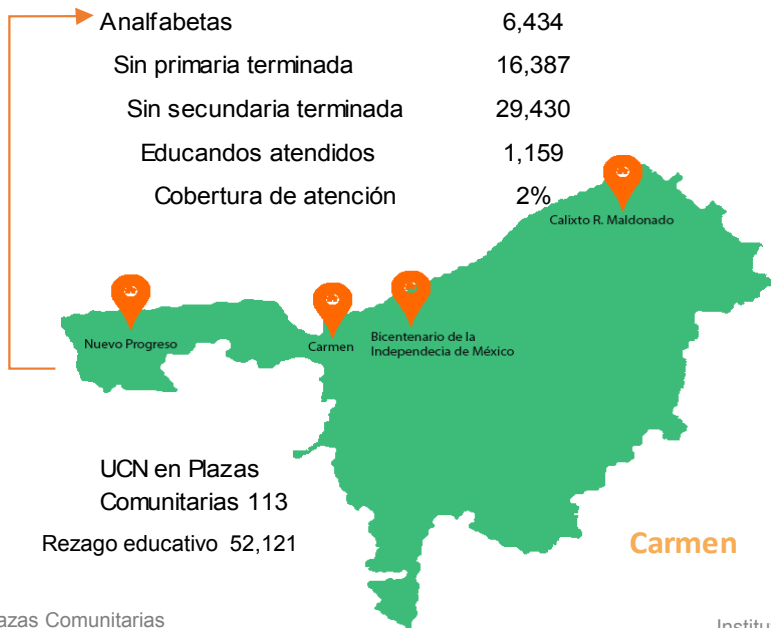 Analfabetas 6,434
Sin primaria terminada 16,387
Sin secundaria terminada 29,430
Educandos atendidos 1,159
Cobertura de atención 2%
Calixto R. Maldonado
Nuevo Progreso
Carmen
Bicentenario de la
Independecia de México
UCN en Plazas
Comunitarias 113
Rezago educativo 52,121
Carmen
azas Comunitarias
Institu